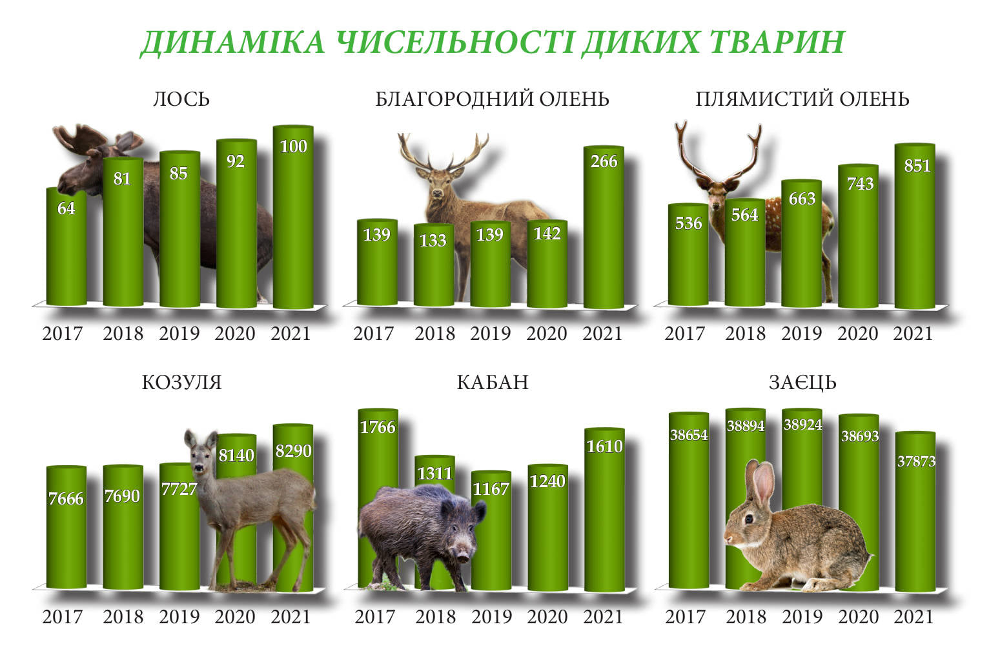 ДИНАМІКА ЧИСЕЛЬНОСТІ ДИКИХ ТВАРИН
ЛОСЬ
64 81 85 92 100
2017 2018 2019 2020 2021
БЛАГОРОДНИЙ ОЛЕНЬ
139 133 139 142 266
2017 2018 2019 2020 2021
ПЛЯМИСТИЙ ОЛЕНЬ
536 564 663 743 851
2017 2018 2019 2020 2021
КОЗУЛЯ
7666 7690 7727 8140 8290
2017 2018 2019 2020 2021
КАБАН
1766 1311 1167 1240 1610
2017 2018 2019 2020 2021
ЗАЄЦЬ
38654 38894 38924 38693 37873
2017 2018 2019 2020 2021